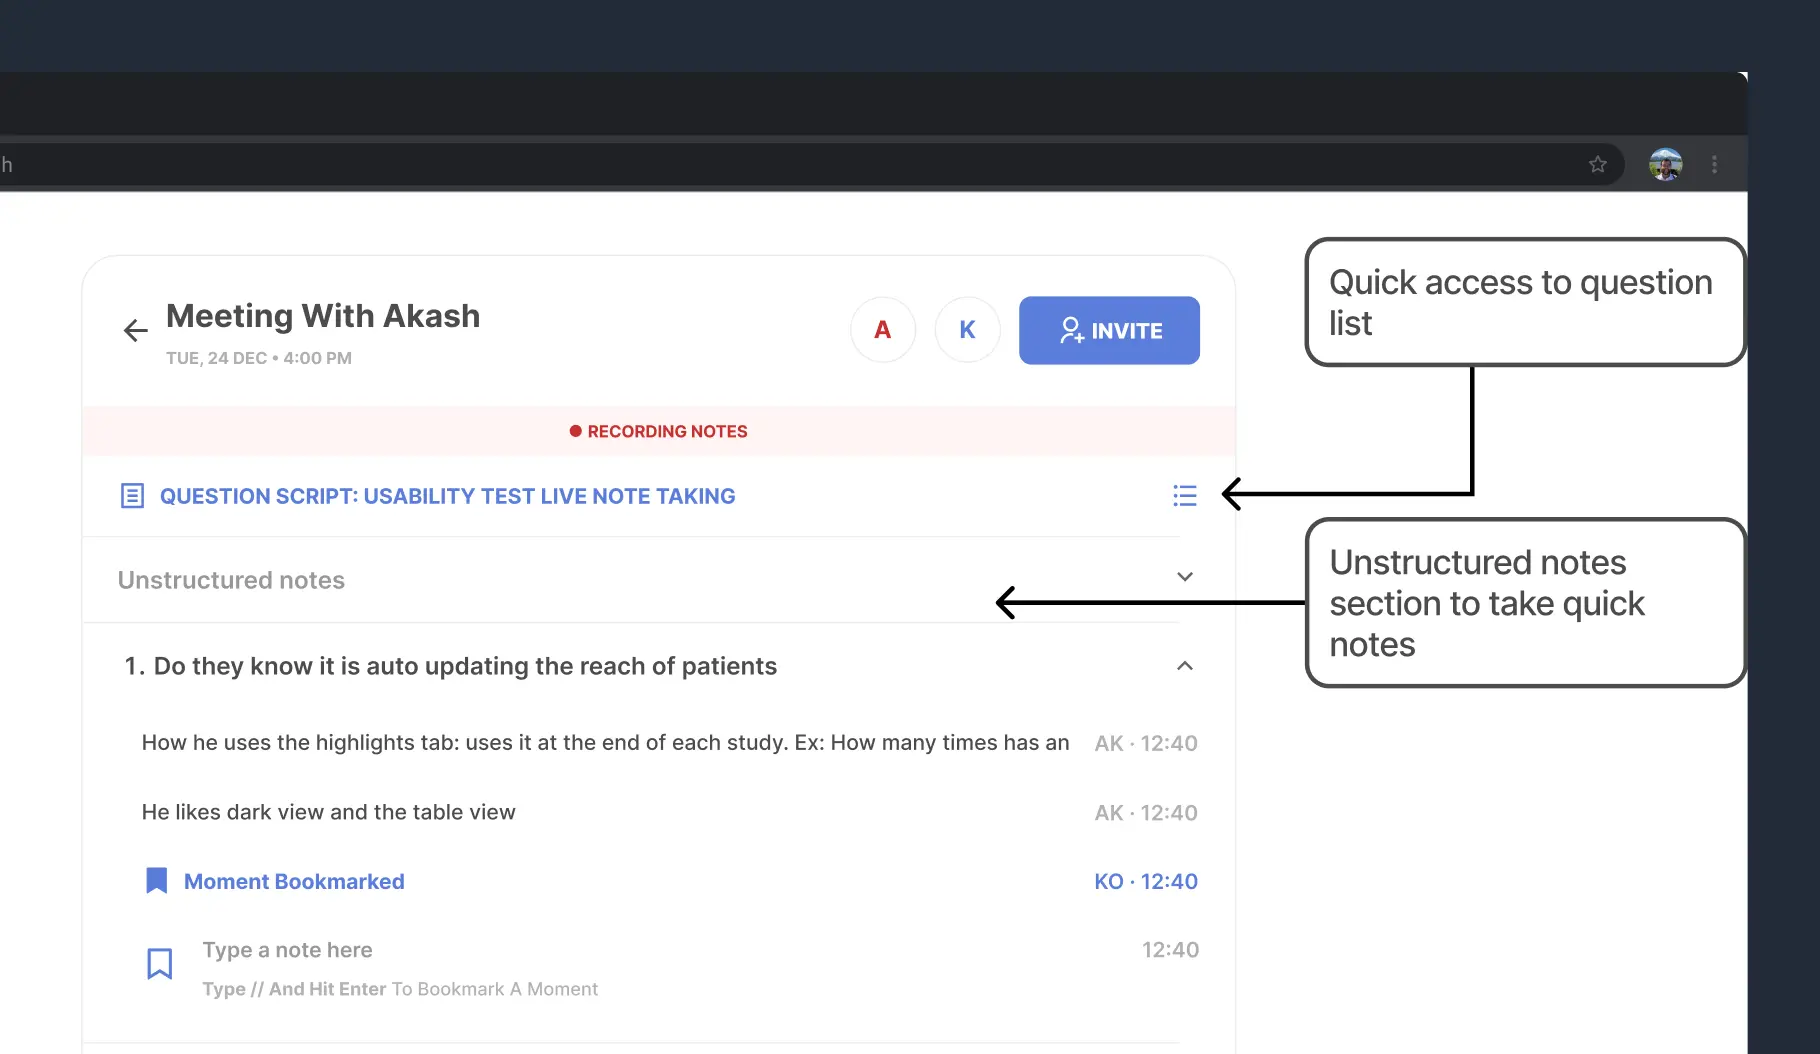 h
Meeting With Akash
TUE, 24 DEC • 4:00 PM
A
K
INVITE
RECORDING NOTES
QUESTION SCRIPT: USABILITY TEST LIVE NOTE TAKING
Unstructured notes
1. Do they know it is auto updating the reach of patients
How he uses the highlights tab: uses it at the end of each study. Ex: How many times has an
AK · 12:40
He likes dark view and the table view
AK · 12:40
Moment Bookmarked
KO · 12:40
Type a note here
12:40
Type // And Hit Enter To Bookmark A Moment
Quick access to question
list
Unstructured notes
section to take quick
notes